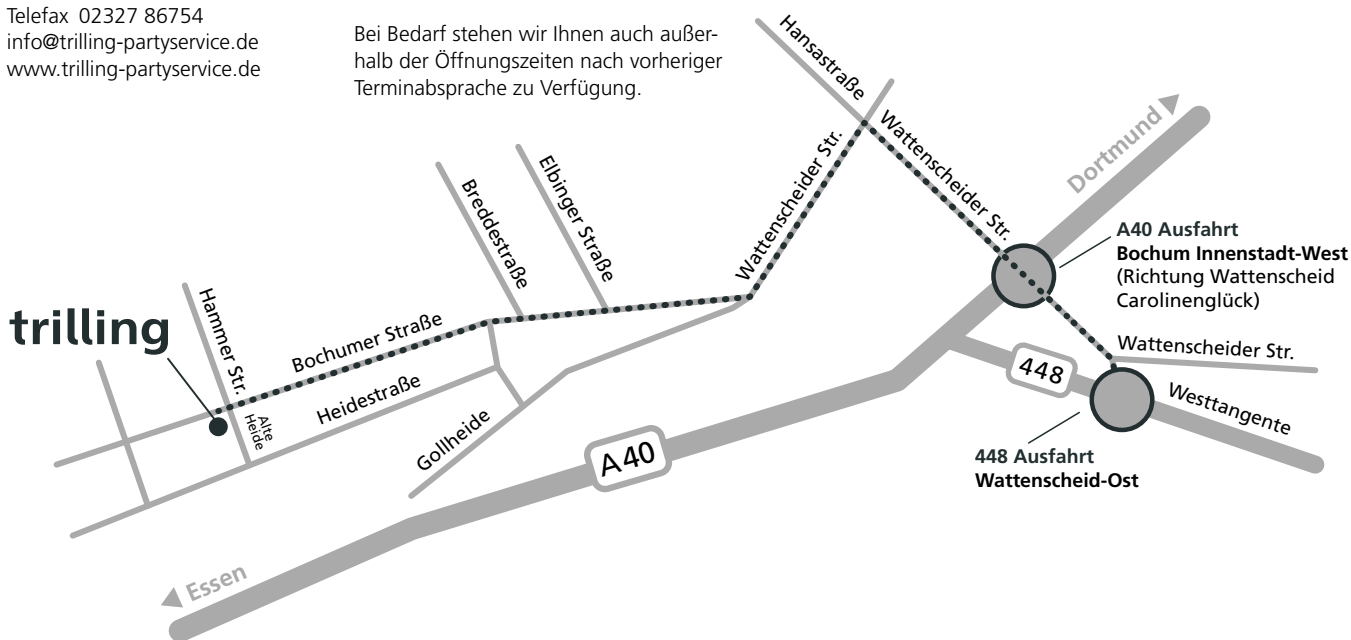 Telefax 02327 86754
info@trilling-partyservice.de
www.trilling-partyservice.de
Bei Bedarf stehen wir Ihnen auch außer-
halb der Öffnungszeiten nach vorheriger
Terminabsprache zu Verfügung.
Hansastraße
Wattenscheider Str.
Wattenscheider Str.
Dortmund
Elbinger Straße
Breddestraße
A40 Ausfahrt
Bochum Innenstadt-West
(Richtung Wattenscheid
Carolinenglück)
Hammer Str.
trilling
Bochumer Straße
Wattenscheider Str.
448
Heidestraße
Alte
Heide
Westtangente
Gollheide
A40
448 Ausfahrt
Wattenscheid-Ost
Essen